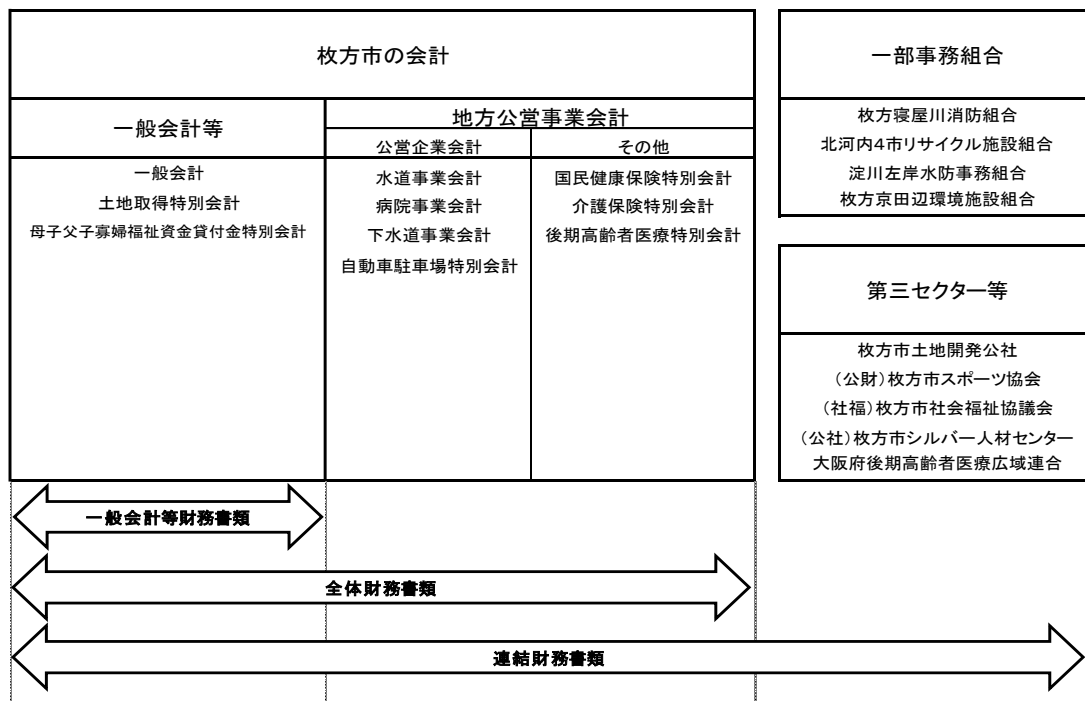 枚方市の会計
一般会計等
一般会計
土地取得特別会計
母子父子寡婦福祉資金貸付金特別会計
地方公営事業会計
公営企業会計
水道事業会計
病院事業会計
下水道事業会計
自動車駐車場特別会計
その他
国民健康保険特別会計
介護保険特別会計
後期高齢者医療特別会計
一部事務組合
枚方寝屋川消防組合
北河内4市リサイクル施設組合
淀川左岸水防事務組合
枚方京田辺環境施設組合
第三セクター等
枚方市土地開発公社
(公財)枚方市スポーツ協会
(社福)枚方市社会福祉協議会
(公社)枚方市シルバー人材センター
大阪府後期高齢者医療広域連合
一般会計等財務書類
全体財務書類
連結財務書類